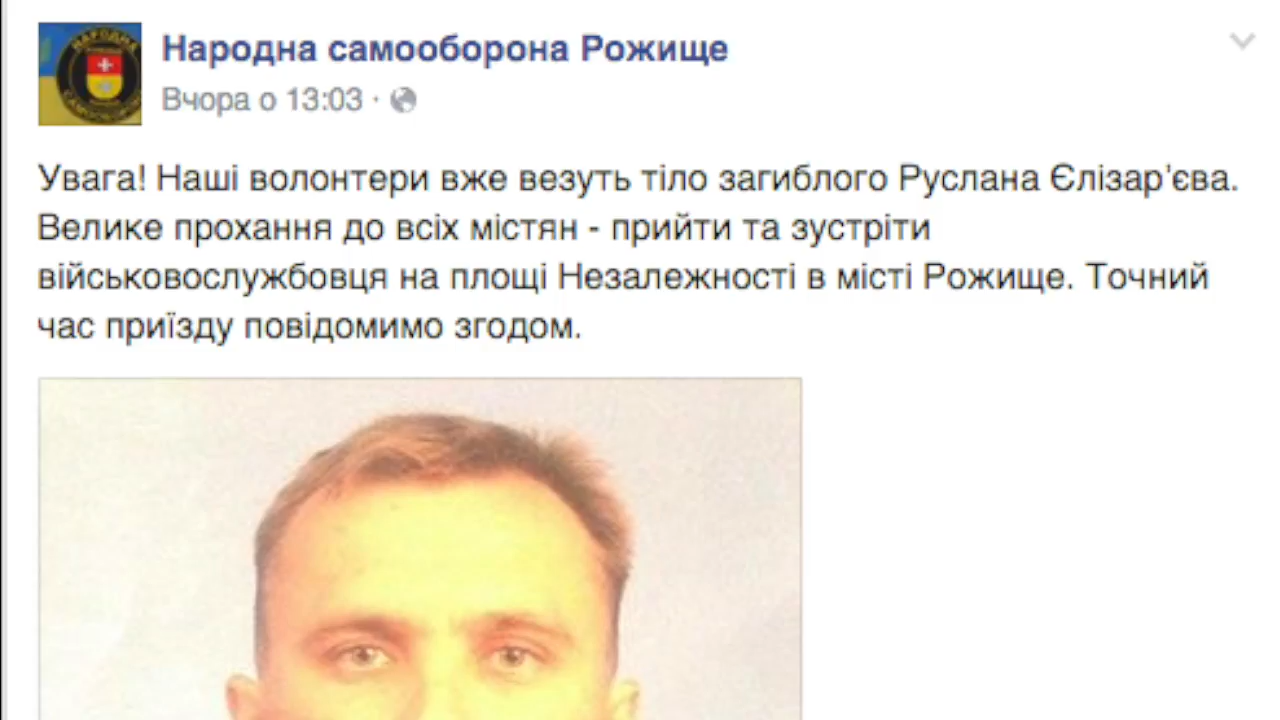 Народна самооборона Рожище
Вчора о 13:03 ·
Увага! Наші волонтери вже везуть тіло загиблого Руслана Єлізар'єва.
Велике прохання до всіх містян - прийти та зустріти
військовослужбовця на площі Незалежності в місті Рожище. Точний
час приїзду повідомимо згодом.